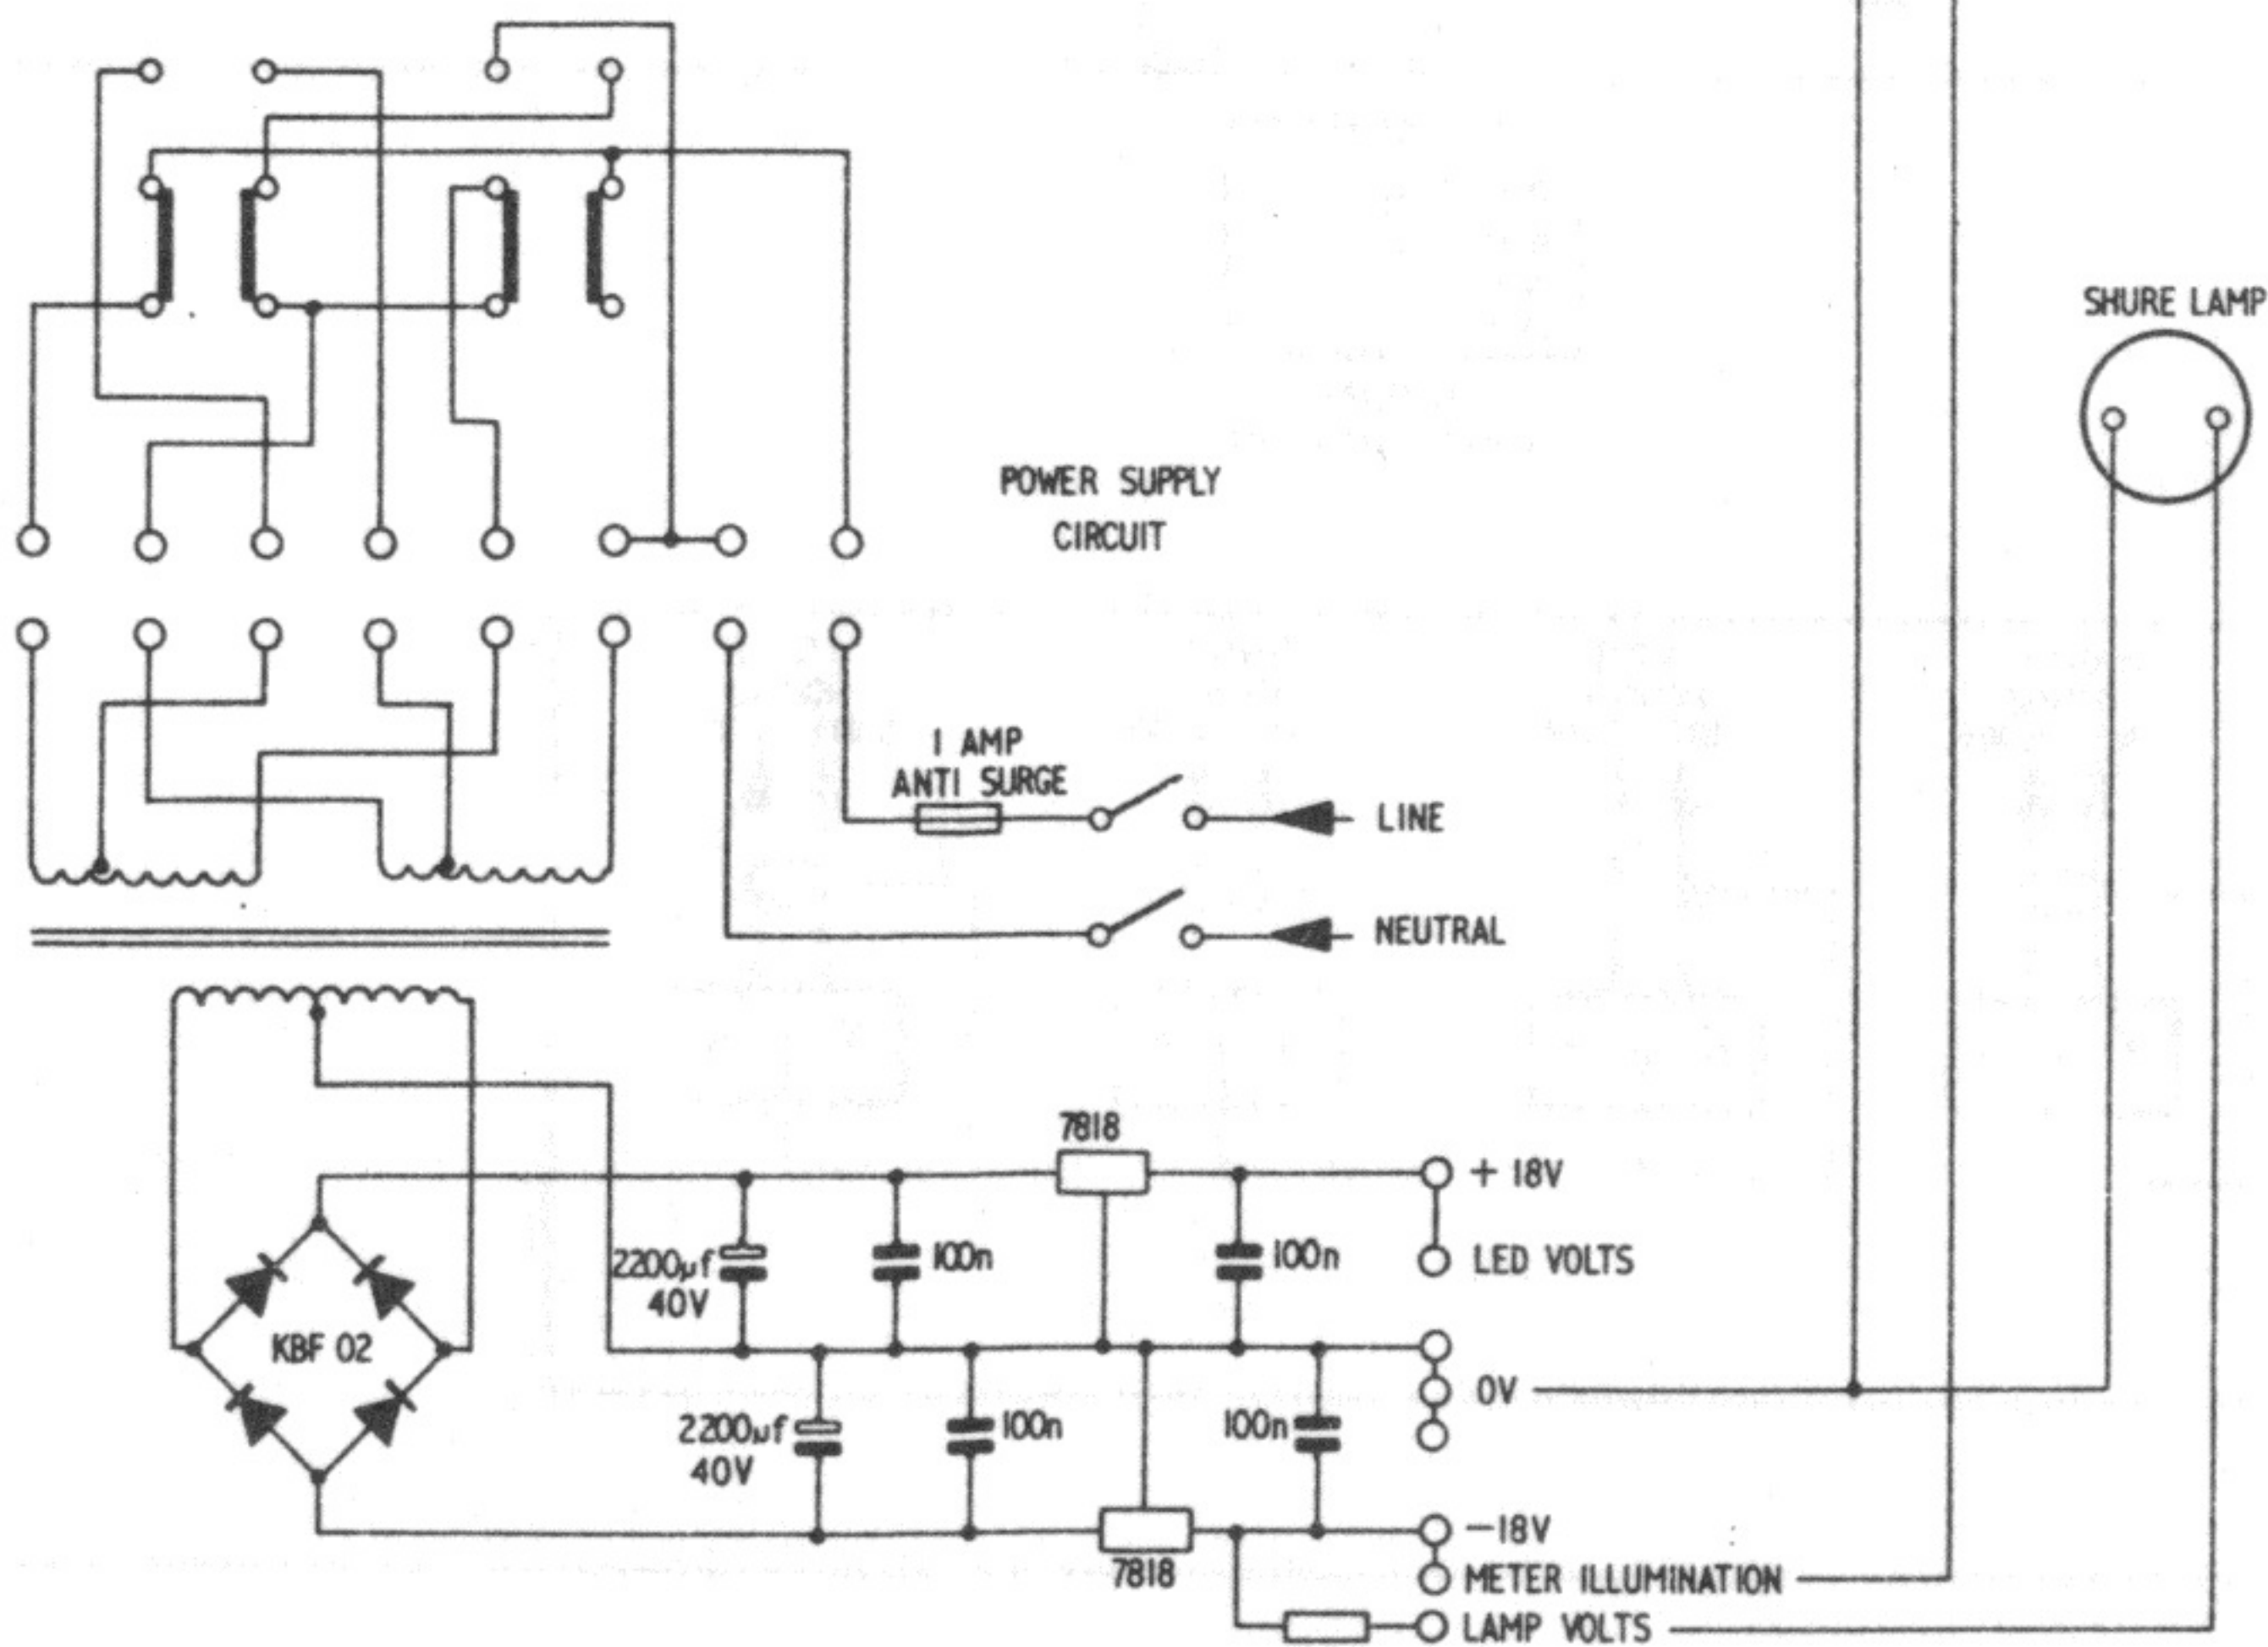 SHURE LAMP
POWER SUPPLY
CIRCUIT
1 AMP
ANTI SURGE
LINE
NEUTRAL
7818
+ 18V
2200µf
40V
100n
100n
LED VOLTS
KBF 02
0V
2200µf
40V
100n
100n
−18V
7818
METER ILLUMINATION
LAMP VOLTS